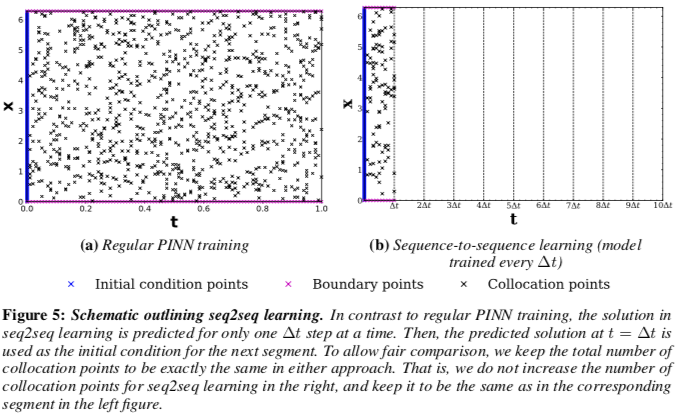 6
5
4
3
2
1
0
x
0.0 0.2 0.4 0.6 0.8 1.0
t
6
5
4
3
2
1
0
x
Δt 2Δt 3Δt 4Δt 5Δt 6Δt 7Δt 8Δt 9Δt 10Δt
t
(a) Regular PINN training
(b) Sequence-to-sequence learning (model
trained every Δt)
× Initial condition points × Boundary points × Collocation points
Figure 5: Schematic outlining seq2seq learning. In contrast to regular PINN training, the solution in
seq2seq learning is predicted for only one Δt step at a time. Then, the predicted solution at t = Δt is
used as the initial condition for the next segment. To allow fair comparison, we keep the total number of
collocation points to be exactly the same in either approach. That is, we do not increase the number of
collocation points for seq2seq learning in the right, and keep it to be the same as in the corresponding
segment in the left figure.